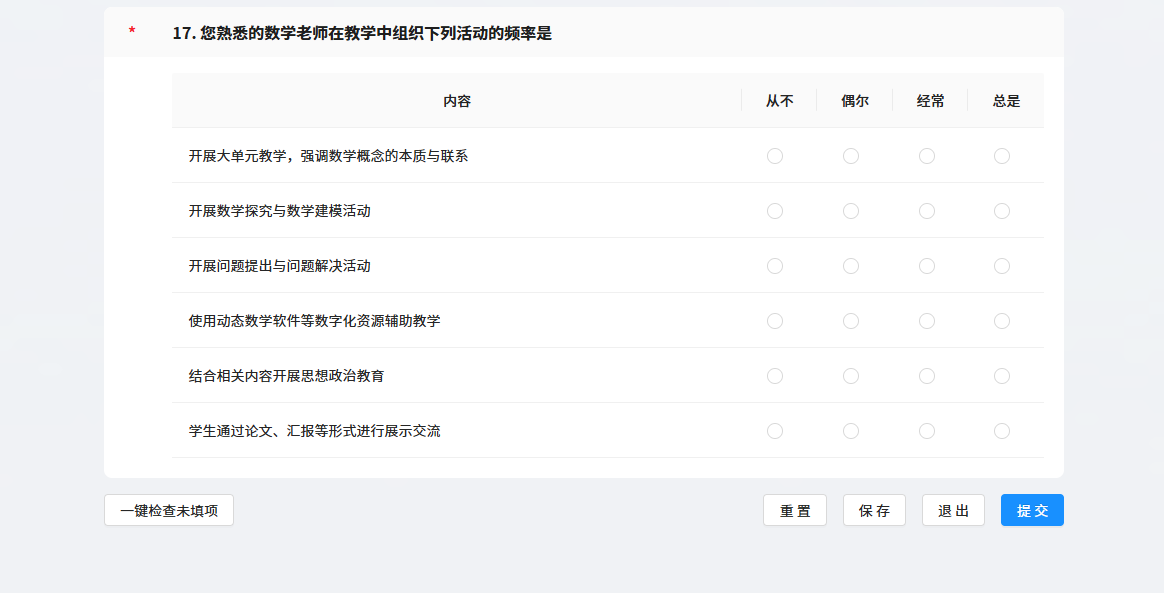 * 17. 您熟悉的数学老师在教学中组织下列活动的频率是
内容 从不 偶尔 经常 总是
开展大单元教学，强调数学概念的本质与联系
开展数学探究与数学建模活动
开展问题提出与问题解决活动
使用动态数学软件等数字化资源辅助教学
结合相关内容开展思想政治教育
学生通过论文、汇报等形式进行展示交流
一键检查未填项 重置 保存 退出 提交